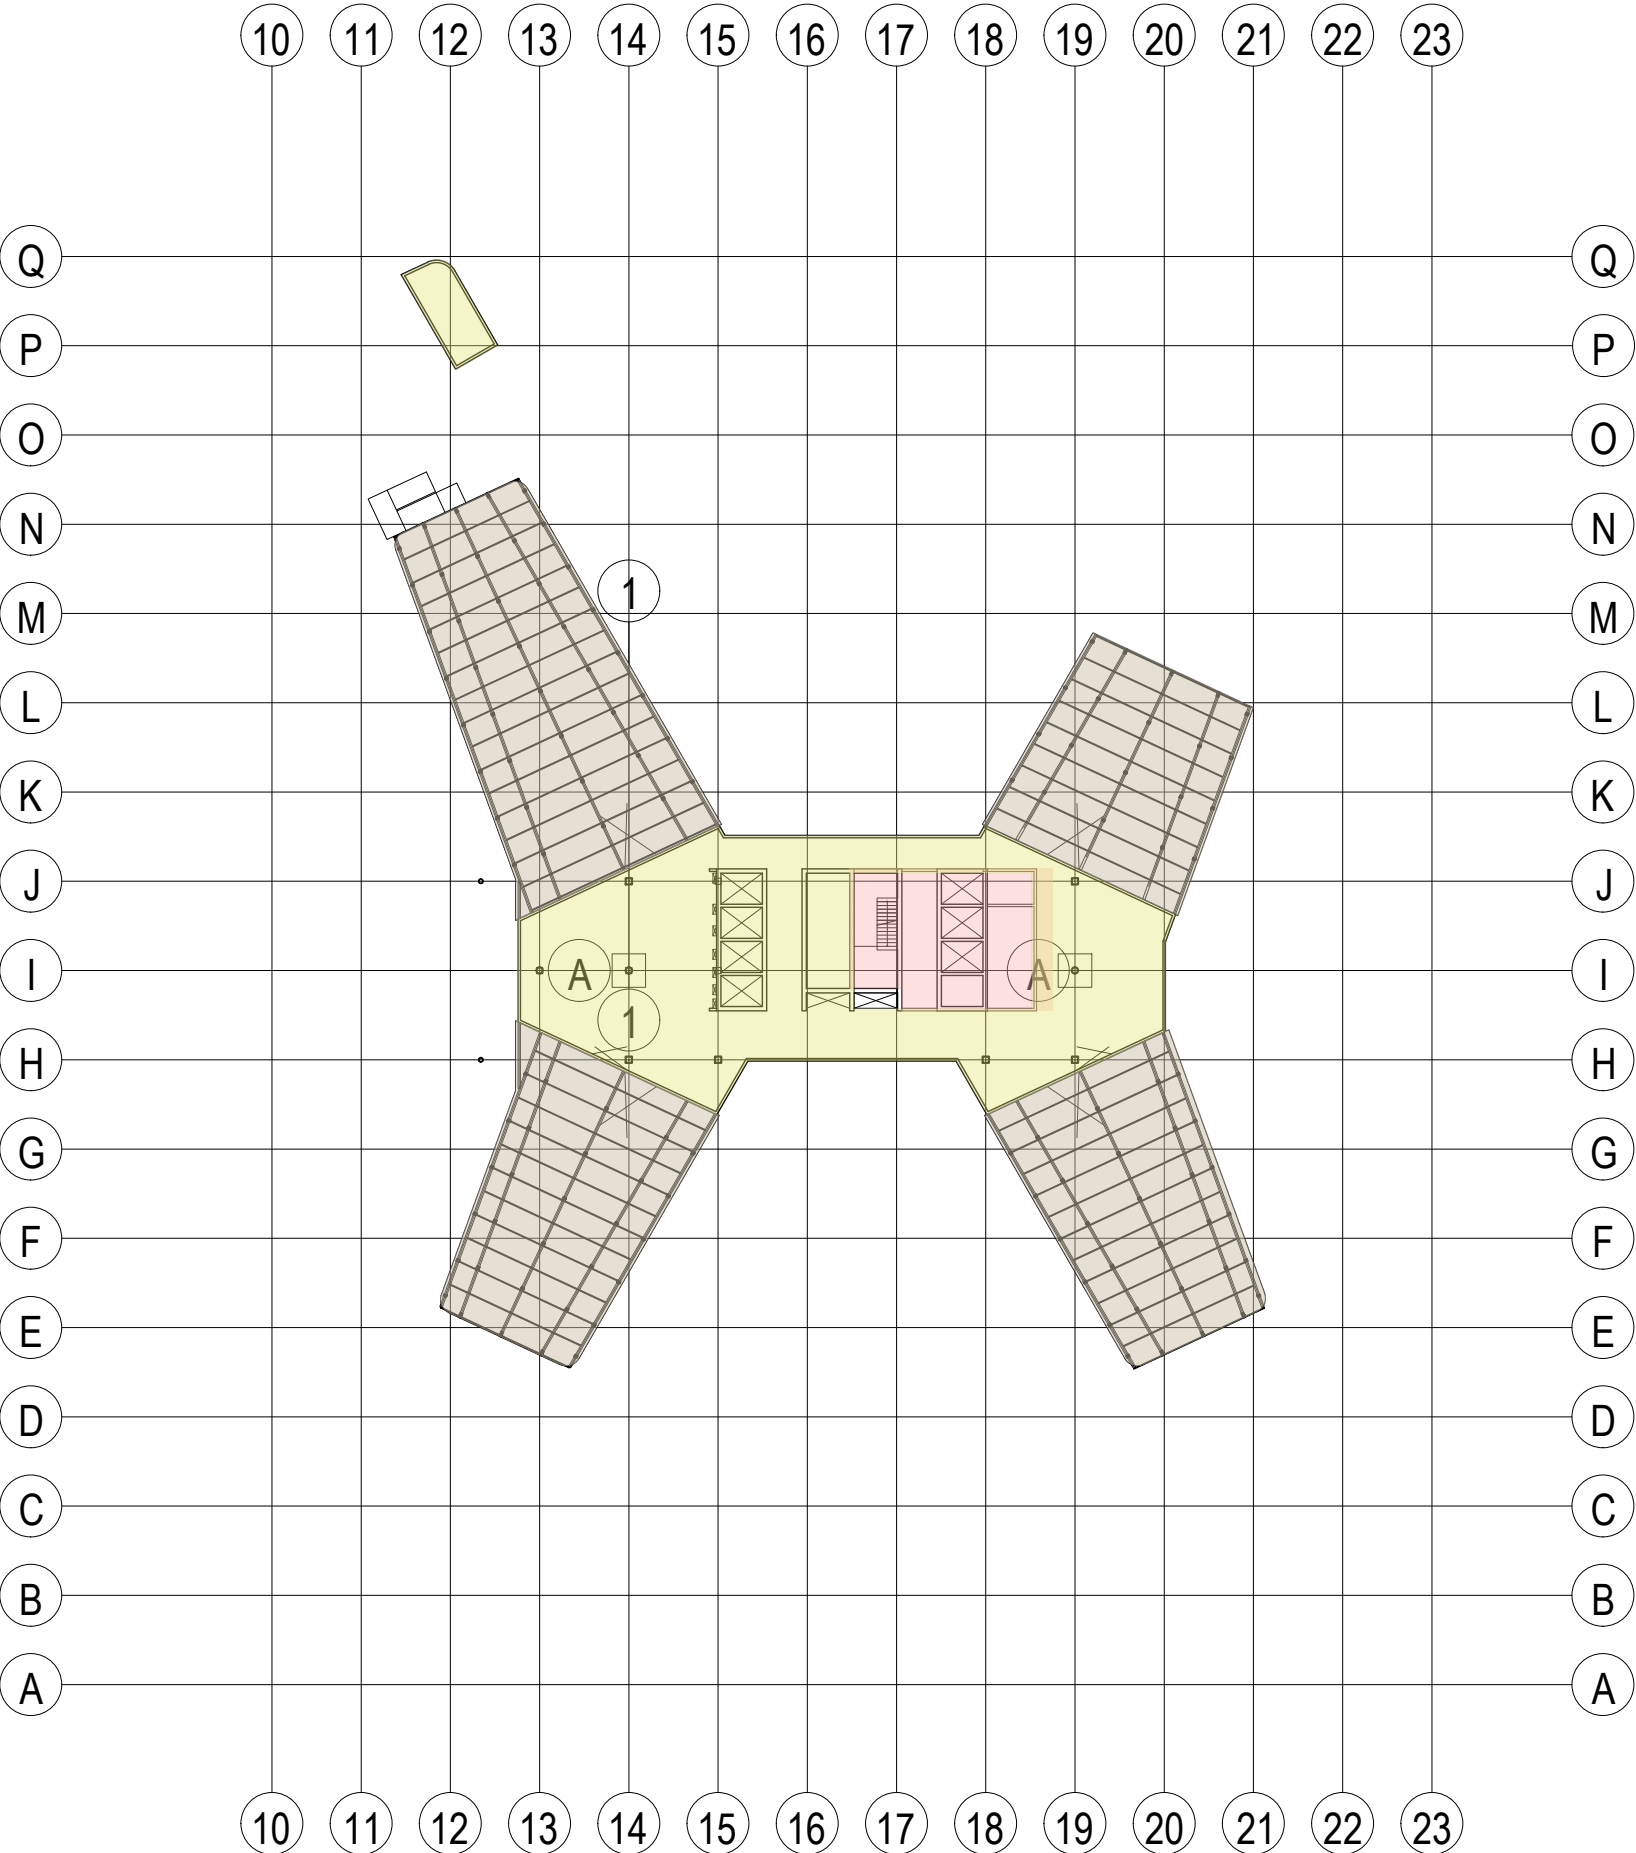 10 11 12 13 14 15 16 17 18 19 20 21 22 23
Q Q
P P
O O
N N
1
M M
L L
K K
J J
I A A I
1
H H
G G
F F
E E
D D
C C
B B
A A
10 11 12 13 14 15 16 17 18 19 20 21 22 23